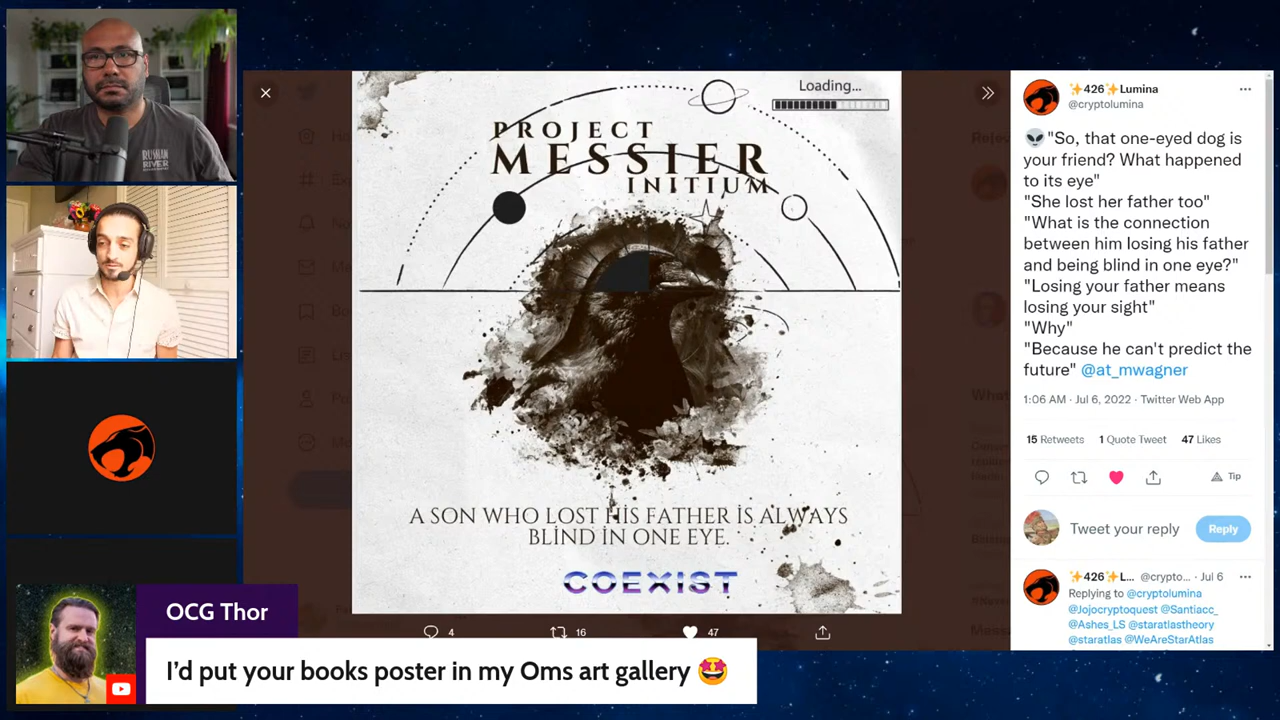 RUSSIAN
RIVER
Loading...
PROJECT
MESSIER
INITIUM
A SON WHO LOST HIS FATHER IS ALWAYS
BLIND IN ONE EYE.
COEXIST
4
16
47
✨426✨Lumina
@cryptolumina
👽"So, that one-eyed dog is
your friend? What happened
to its eye"
"She lost her father too"
"What is the connection
between him losing his father
and being blind in one eye?"
"Losing your father means
losing your sight"
"Why"
"Because he can't predict the
future" @at_mwagner
1:06 AM · Jul 6, 2022 · Twitter Web App
15 Retweets 1 Quote Tweet 47 Likes
Tip
Tweet your reply
Reply
✨426✨L... @crypto... · Jul 6
Replying to @cryptolumina
@Jojocryptoquest @Santiacc_
@Ashes_LS @staratlastheory
@staratlas @WeAreStarAtlas
OCG Thor
I'd put your books poster in my Oms art gallery 🤩